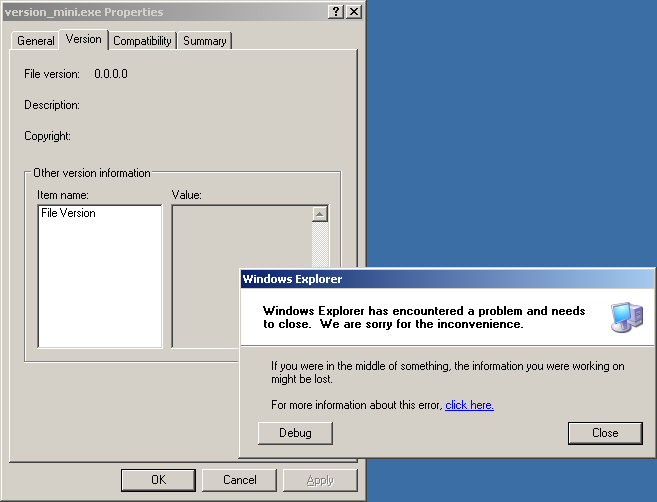 version_mini.exe Properties
General Version Compatibility Summary
File version: 0.0.0.0
Description:
Copyright:
Other version information
Item name: Value:
File Version
Windows Explorer
Windows Explorer has encountered a problem and needs
to close. We are sorry for the inconvenience.
If you were in the middle of something, the information you were working on
might be lost.
For more information about this error, click here.
Debug Close
OK Cancel Apply